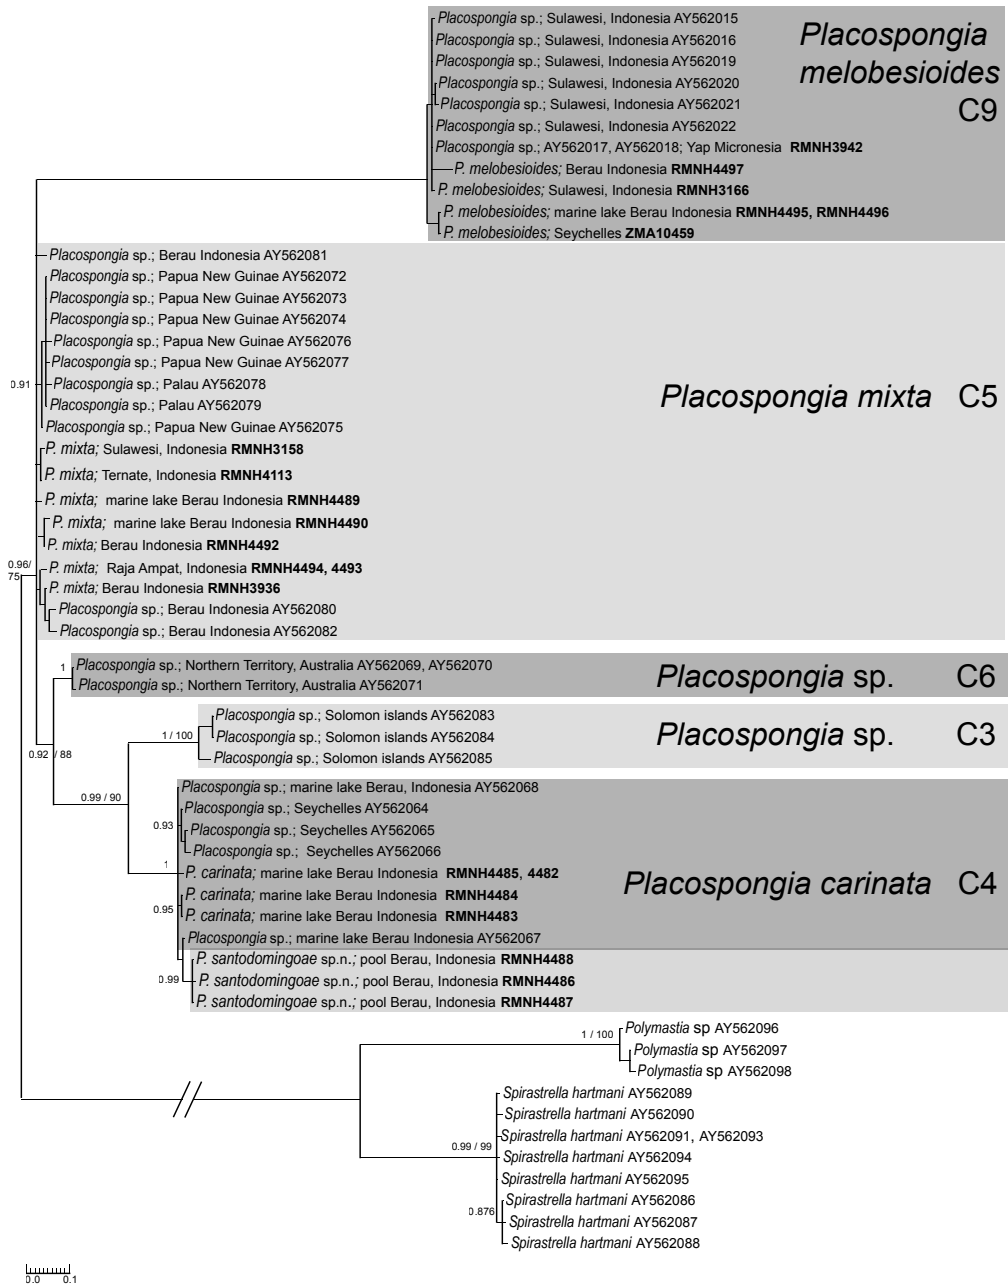 Placospongia sp.; Sulawesi, Indonesia AY562015
Placospongia sp.; Sulawesi, Indonesia AY562016
Placospongia sp.; Sulawesi, Indonesia AY562019
Placospongia sp.; Sulawesi, Indonesia AY562020
Placospongia sp.; Sulawesi, Indonesia AY562021
Placospongia sp.; Sulawesi, Indonesia AY562022
Placospongia sp.; AY562017, AY562018; Yap Micronesia RMNH3942
P. melobesioides; Berau Indonesia RMNH4497
P. melobesioides; Sulawesi, Indonesia RMNH3166
P. melobesioides; marine lake Berau Indonesia RMNH4495, RMNH4496
P. melobesioides; Seychelles ZMA10459
Placospongia
melobesioides
C9
Placospongia sp.; Berau Indonesia AY562081
Placospongia sp.; Papua New Guinae AY562072
Placospongia sp.; Papua New Guinae AY562073
Placospongia sp.; Papua New Guinae AY562074
Placospongia sp.; Papua New Guinae AY562076
Placospongia sp.; Papua New Guinae AY562077
0.91
Placospongia sp.; Palau AY562078
Placospongia sp.; Palau AY562079
Placospongia sp.; Papua New Guinae AY562075
Placospongia mixta C5
P. mixta; Sulawesi, Indonesia RMNH3158
P. mixta; Ternate, Indonesia RMNH4113
P. mixta; marine lake Berau Indonesia RMNH4489
P. mixta; marine lake Berau Indonesia RMNH4490
P. mixta; Berau Indonesia RMNH4492
0.96/
75
P. mixta; Raja Ampat, Indonesia RMNH4494, 4493
P. mixta; Berau Indonesia RMNH3936
Placospongia sp.; Berau Indonesia AY562080
Placospongia sp.; Berau Indonesia AY562082
1
Placospongia sp.; Northern Territory, Australia AY562069, AY562070
Placospongia sp.; Northern Territory, Australia AY562071
Placospongia sp. C6
0.92 / 88
1 / 100
Placospongia sp.; Solomon islands AY562083
Placospongia sp.; Solomon islands AY562084
Placospongia sp.; Solomon islands AY562085
Placospongia sp. C3
0.99 / 90
Placospongia sp.; marine lake Berau, Indonesia AY562068
Placospongia sp.; Seychelles AY562064
0.93
Placospongia sp.; Seychelles AY562065
Placospongia sp.; Seychelles AY562066
1
P. carinata; marine lake Berau Indonesia RMNH4485, 4482
P. carinata; marine lake Berau Indonesia RMNH4484
0.95
P. carinata; marine lake Berau Indonesia RMNH4483
Placospongia sp.; marine lake Berau Indonesia AY562067
Placospongia carinata C4
P. santodomingoae sp.n.; pool Berau, Indonesia RMNH4488
0.99
P. santodomingoae sp.n.; pool Berau, Indonesia RMNH4486
P. santodomingoae sp.n.; pool Berau, Indonesia RMNH4487
1 / 100
Polymastia sp AY562096
Polymastia sp AY562097
Polymastia sp AY562098
Spirastrella hartmani AY562089
Spirastrella hartmani AY562090
Spirastrella hartmani AY562091, AY562093
0.99 / 99
Spirastrella hartmani AY562094
Spirastrella hartmani AY562095
Spirastrella hartmani AY562086
0.876
Spirastrella hartmani AY562087
Spirastrella hartmani AY562088
0.0 0.1